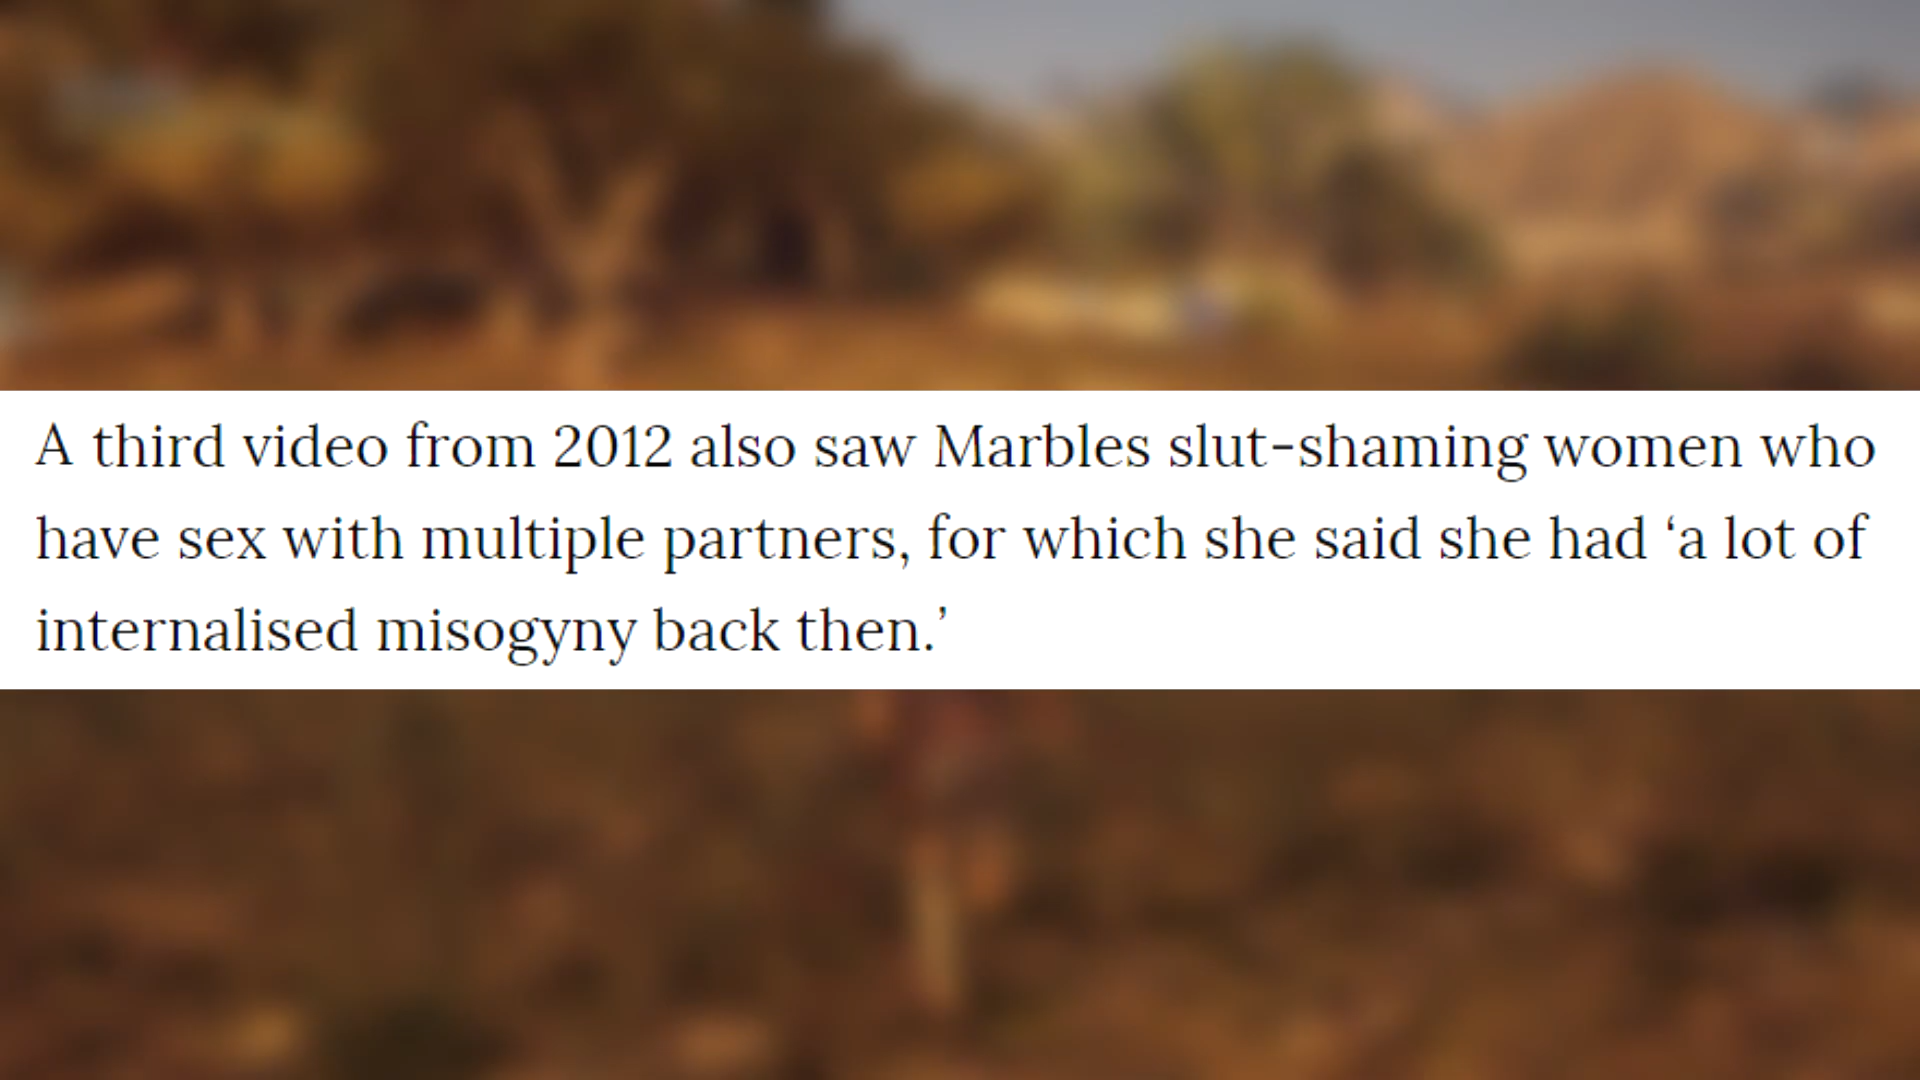 A third video from 2012 also saw Marbles slut-shaming women who
have sex with multiple partners, for which she said she had ‘a lot of
internalised misogyny back then.’